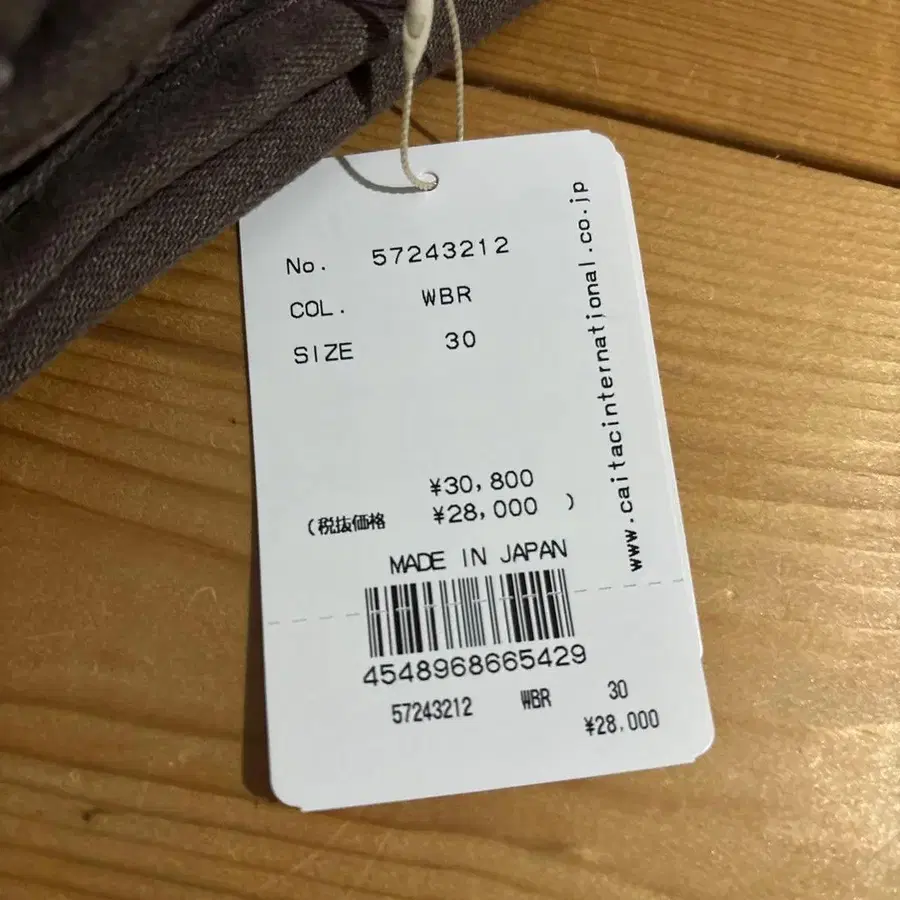 No. 57243212
COL. WBR
SIZE 30
¥30,800
(税抜価格 ¥28,000 )
MADE IN JAPAN
4548968665429
57243212 WBR 30
¥28,000
www.caitacinternational.co.jp